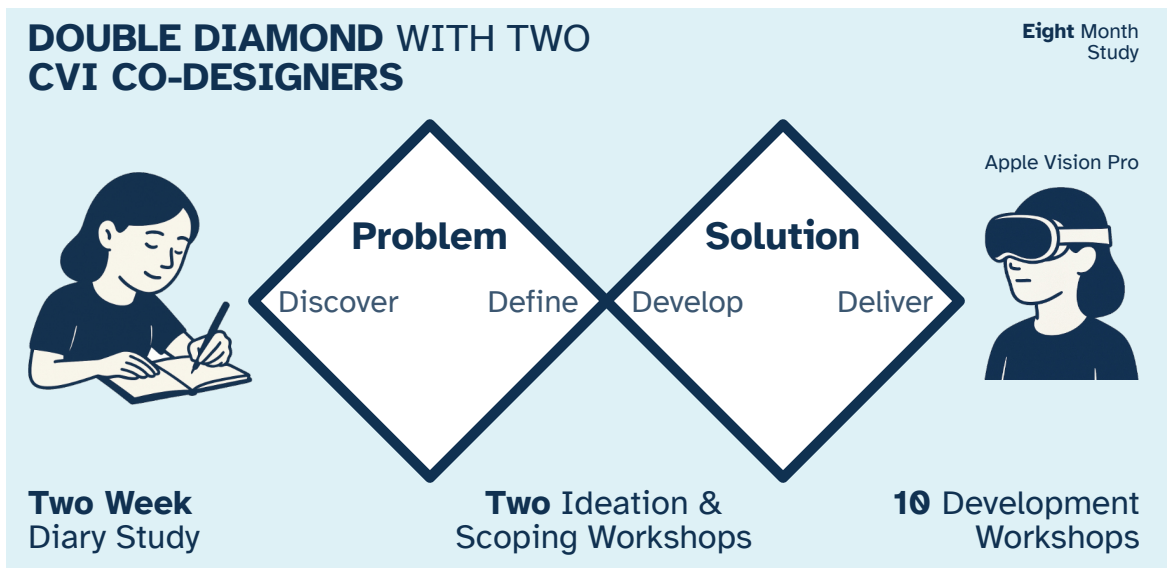 DOUBLE DIAMOND WITH TWO
CVI CO-DESIGNERS
Eight Month
Study
Apple Vision Pro
Problem
Solution
Discover
Define
Develop
Deliver
Two Week
Diary Study
Two Ideation &
Scoping Workshops
10 Development
Workshops